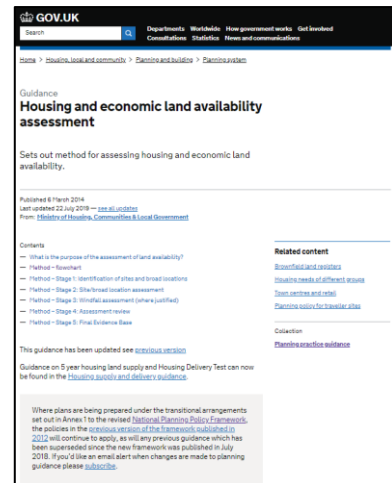 GOV.UK
Search
Departments Worldwide How government works Get involved
Consultations Statistics News and communications
Home > Housing, local and community > Planning and building > Planning system
Guidance
Housing and economic land availability
assessment
Sets out method for assessing housing and economic land
availability.
Published 6 March 2014
Last updated 22 July 2019 — see all updates
From: Ministry of Housing, Communities & Local Government
Contents
— What is the purpose of the assessment of land availability?
— Method – flowchart
— Method – Stage 1: Identification of sites and broad locations
— Method – Stage 2: Site/broad location assessment
— Method – Stage 3: Windfall assessment (where justified)
— Method – Stage 4: Assessment review
— Method – Stage 5: Final Evidence Base
Related content
Brownfield land registers
Housing needs of different groups
Town centres and retail
Planning policy for traveller sites
Collection
Planning practice guidance
This guidance has been updated see previous version
Guidance on 5 year housing land supply and Housing Delivery Test can now
be found in the Housing supply and delivery guidance.
Where plans are being prepared under the transitional arrangements
set out in Annex 1 to the revised National Planning Policy Framework,
the policies in the previous version of the framework published in
2012 will continue to apply, as will any previous guidance which has
been superseded since the new framework was published in July
2018. If you'd like an email alert when changes are made to planning
guidance please subscribe.